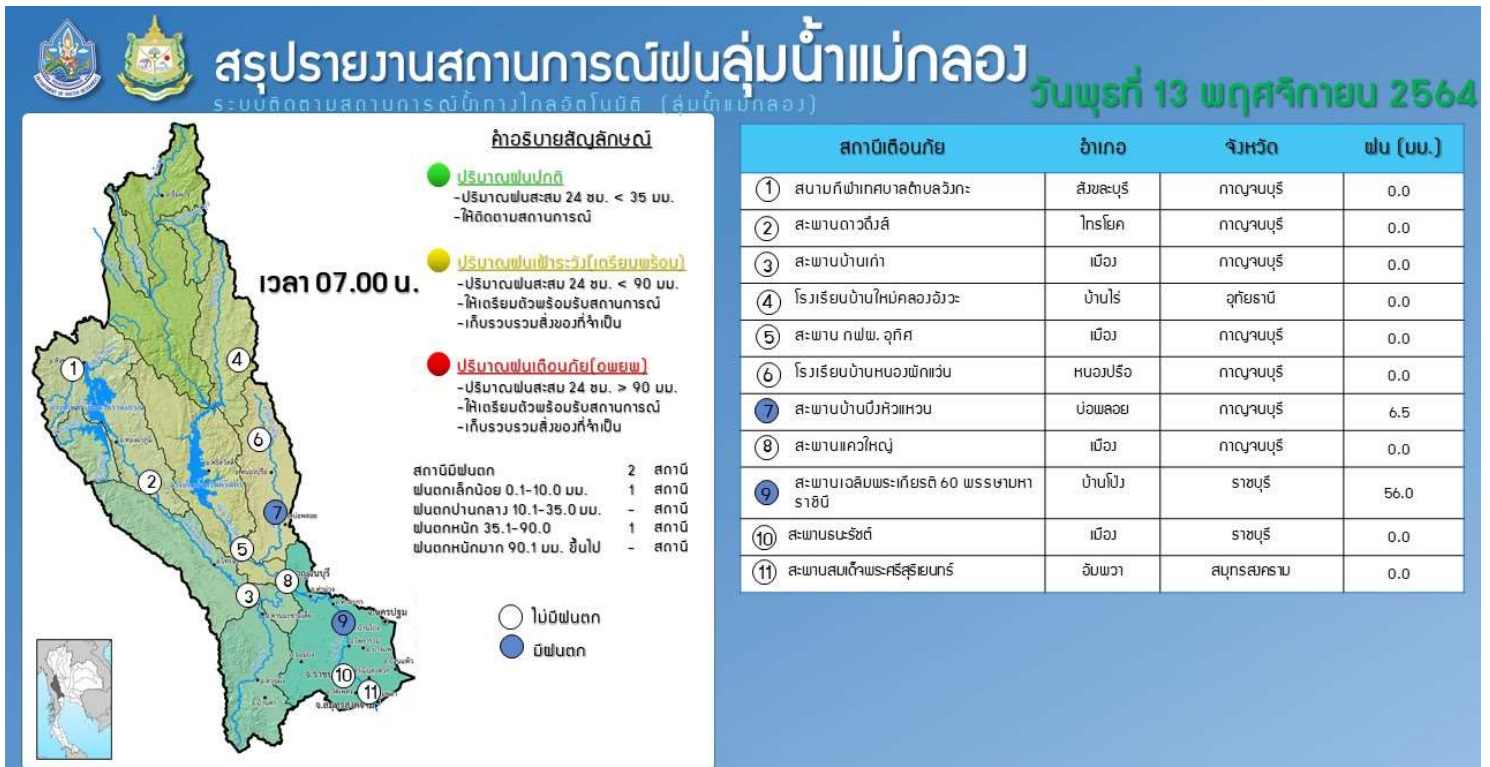 สรุปรายงานสถานการณ์ฝนลุ่มน้ำแม่กลอง
ระบบติดตามสถานการณ์น้ำทางไกลอัตโนมัติ (ลุ่มน้ำแม่กลอง)
วันพุธที่ 13 พฤศจิกายน 2564
คำอธิบายสัญลักษณ์
ปริมาณฝนปกติ
-ปริมาณฝนสะสม 24 ชม. < 35 มม.
-ให้ติดตามสถานการณ์
เวลา 07.00 น.
ปริมาณฝนเฝ้าระวัง(เตรียมพร้อม)
-ปริมาณฝนสะสม 24 ชม. < 90 มม.
-ให้เตรียมตัวพร้อมรับสถานการณ์
-เก็บรวบรวมสิ่งของที่จำเป็น
ปริมาณฝนเตือนภัย(อพยพ)
-ปริมาณฝนสะสม 24 ชม. > 90 มม.
-ให้เตรียมตัวพร้อมรับสถานการณ์
-เก็บรวบรวมสิ่งของที่จำเป็น
สถานีมีฝนตก 2 สถานี
ฝนตกเล็กน้อย 0.1-10.0 มม. 1 สถานี
ฝนตกปานกลาง 10.1-35.0 มม. - สถานี
ฝนตกหนัก 35.1-90.0 1 สถานี
ฝนตกหนักมาก 90.1 มม. ขึ้นไป - สถานี
ไม่มีฝนตก
มีฝนตก
1
2
3
4
5
6
7
8
9
10
11
จ.สมุทรสงคราม
สถานีเตือนภัย อำเภอ จังหวัด ฝน (มม.)
1 สนามกีฬาเทศบาลตำบลวังกะ สังขละบุรี กาญจนบุรี 0.0
2 สะพานดาวดึงส์ ไทรโยค กาญจนบุรี 0.0
3 สะพานบ้านเก่า เมือง กาญจนบุรี 0.0
4 โรงเรียนบ้านใหม่คลองอังวะ บ้านไร่ อุทัยธานี 0.0
5 สะพาน กฟผ. อุทิศ เมือง กาญจนบุรี 0.0
6 โรงเรียนบ้านหนองผักแว่น หนองปรือ กาญจนบุรี 0.0
7 สะพานบ้านบึงหัวแหวน บ่อพลอย กาญจนบุรี 6.5
8 สะพานแควใหญ่ เมือง กาญจนบุรี 0.0
9 สะพานเฉลิมพระเกียรติ 60 พรรษามหา
ราชินี บ้านโป่ง ราชบุรี 56.0
10 สะพานธนะรัชต์ เมือง ราชบุรี 0.0
11 สะพานสมเด็จพระศรีสุริเยนทร์ อัมพวา สมุทรสงคราม 0.0